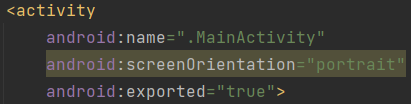 <activity
android:name=".MainActivity"
android:screenOrientation="portrait"
android:exported="true">